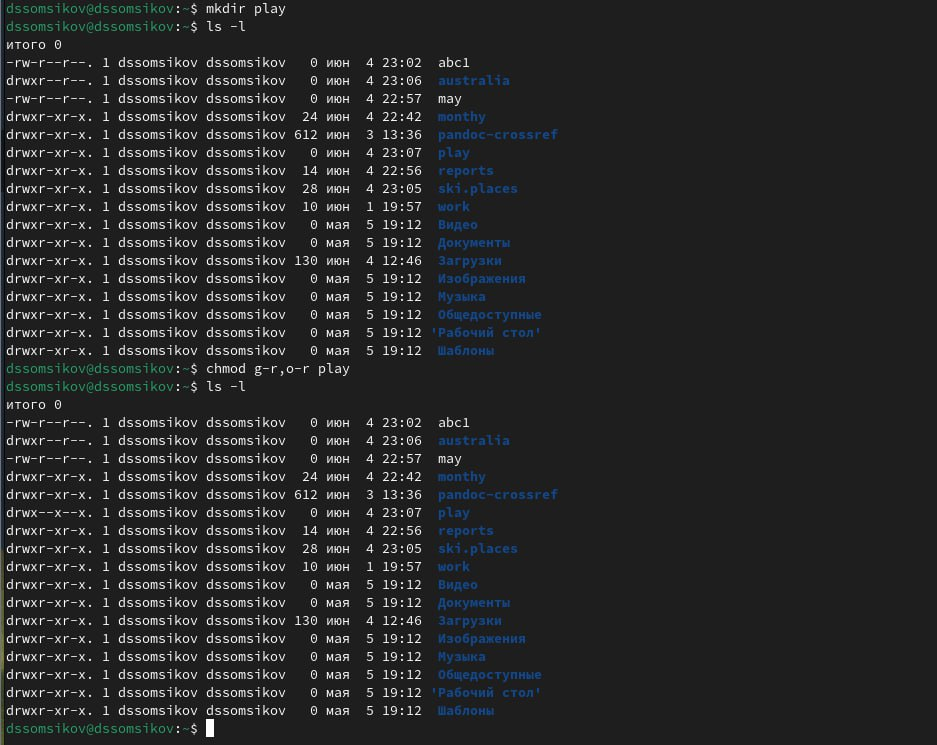 dssomsikov@dssomsikov:~$ mkdir play
dssomsikov@dssomsikov:~$ ls -l
итого 0
-rw-r--r--. 1 dssomsikov dssomsikov   0 июн  4 23:02  abc1
drwxr--r--. 1 dssomsikov dssomsikov   0 июн  4 23:06  australia
-rw-r--r--. 1 dssomsikov dssomsikov   0 июн  4 22:57  may
drwxr-xr-x. 1 dssomsikov dssomsikov  24 июн  4 22:42  monthy
drwxr-xr-x. 1 dssomsikov dssomsikov 612 июн  3 13:36  pandoc-crossref
drwxr-xr-x. 1 dssomsikov dssomsikov   0 июн  4 23:07  play
drwxr-xr-x. 1 dssomsikov dssomsikov  14 июн  4 22:56  reports
drwxr-xr-x. 1 dssomsikov dssomsikov  28 июн  4 23:05  ski.places
drwxr-xr-x. 1 dssomsikov dssomsikov  10 июн  1 19:57  work
drwxr-xr-x. 1 dssomsikov dssomsikov   0 мая  5 19:12  Видео
drwxr-xr-x. 1 dssomsikov dssomsikov   0 мая  5 19:12  Документы
drwxr-xr-x. 1 dssomsikov dssomsikov 130 июн  4 12:46  Загрузки
drwxr-xr-x. 1 dssomsikov dssomsikov   0 мая  5 19:12  Изображения
drwxr-xr-x. 1 dssomsikov dssomsikov   0 мая  5 19:12  Музыка
drwxr-xr-x. 1 dssomsikov dssomsikov   0 мая  5 19:12  Общедоступные
drwxr-xr-x. 1 dssomsikov dssomsikov   0 мая  5 19:12 'Рабочий стол'
drwxr-xr-x. 1 dssomsikov dssomsikov   0 мая  5 19:12  Шаблоны
dssomsikov@dssomsikov:~$ chmod g-r,o-r play
dssomsikov@dssomsikov:~$ ls -l
итого 0
-rw-r--r--. 1 dssomsikov dssomsikov   0 июн  4 23:02  abc1
drwxr--r--. 1 dssomsikov dssomsikov   0 июн  4 23:06  australia
-rw-r--r--. 1 dssomsikov dssomsikov   0 июн  4 22:57  may
drwxr-xr-x. 1 dssomsikov dssomsikov  24 июн  4 22:42  monthy
drwxr-xr-x. 1 dssomsikov dssomsikov 612 июн  3 13:36  pandoc-crossref
drwx--x--x. 1 dssomsikov dssomsikov   0 июн  4 23:07  play
drwxr-xr-x. 1 dssomsikov dssomsikov  14 июн  4 22:56  reports
drwxr-xr-x. 1 dssomsikov dssomsikov  28 июн  4 23:05  ski.places
drwxr-xr-x. 1 dssomsikov dssomsikov  10 июн  1 19:57  work
drwxr-xr-x. 1 dssomsikov dssomsikov   0 мая  5 19:12  Видео
drwxr-xr-x. 1 dssomsikov dssomsikov   0 мая  5 19:12  Документы
drwxr-xr-x. 1 dssomsikov dssomsikov 130 июн  4 12:46  Загрузки
drwxr-xr-x. 1 dssomsikov dssomsikov   0 мая  5 19:12  Изображения
drwxr-xr-x. 1 dssomsikov dssomsikov   0 мая  5 19:12  Музыка
drwxr-xr-x. 1 dssomsikov dssomsikov   0 мая  5 19:12  Общедоступные
drwxr-xr-x. 1 dssomsikov dssomsikov   0 мая  5 19:12 'Рабочий стол'
drwxr-xr-x. 1 dssomsikov dssomsikov   0 мая  5 19:12  Шаблоны
dssomsikov@dssomsikov:~$